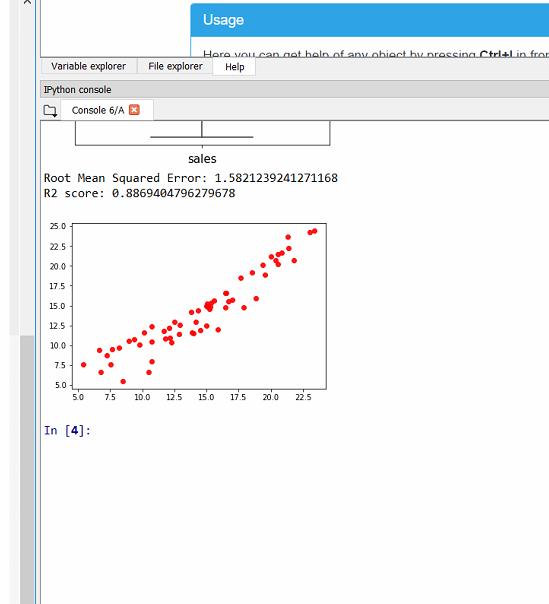 Usage
Here you can get help of any object by pressing Ctrl+I in fron
Variable explorer File explorer Help
IPython console
Console 6/A
sales
Root Mean Squared Error: 1.5821239241271168
R2 score: 0.8869404796279678
25.0
22.5
20.0
17.5
15.0
12.5
10.0
7.5
5.0
5.0 7.5 10.0 12.5 15.0 17.5 20.0 22.5
In [4]: